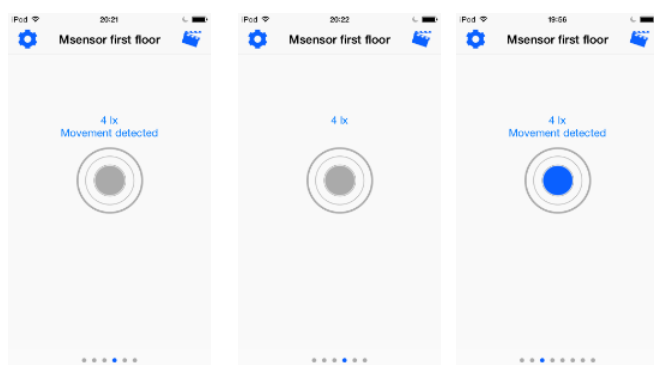 iPod 20:21
Msensor first floor
4 lx
Movement detected
iPod 20:22
Msensor first floor
4 lx
iPod 19:56
Msensor first floor
4 lx
Movement detected